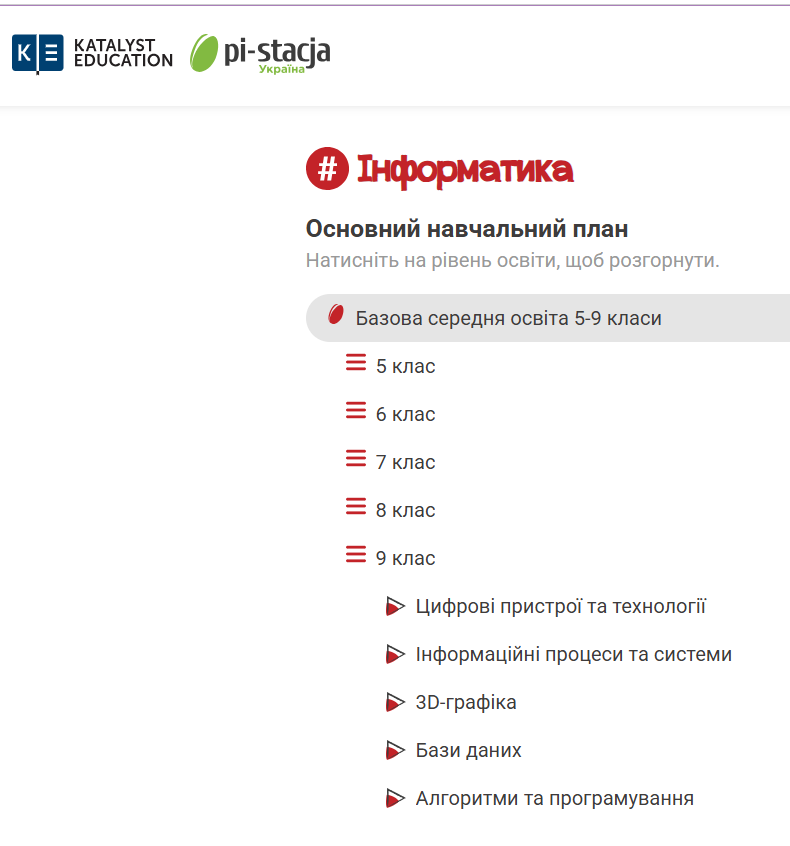 KE KATALYST
EDUCATION
pi-stacja
Україна
# Інформатика
Основний навчальний план
Натисніть на рівень освіти, щоб розгорнути.
Базова середня освіта 5-9 класи
5 клас
6 клас
7 клас
8 клас
9 клас
Цифрові пристрої та технології
Інформаційні процеси та системи
3D-графіка
Бази даних
Алгоритми та програмування